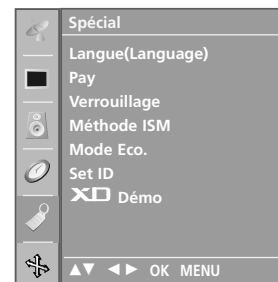 Spécial
Langue(Language)
Pay
Verrouillage
Méthode ISM
Mode Eco.
Set ID
XD Démo
▲▼ ◄► OK MENU